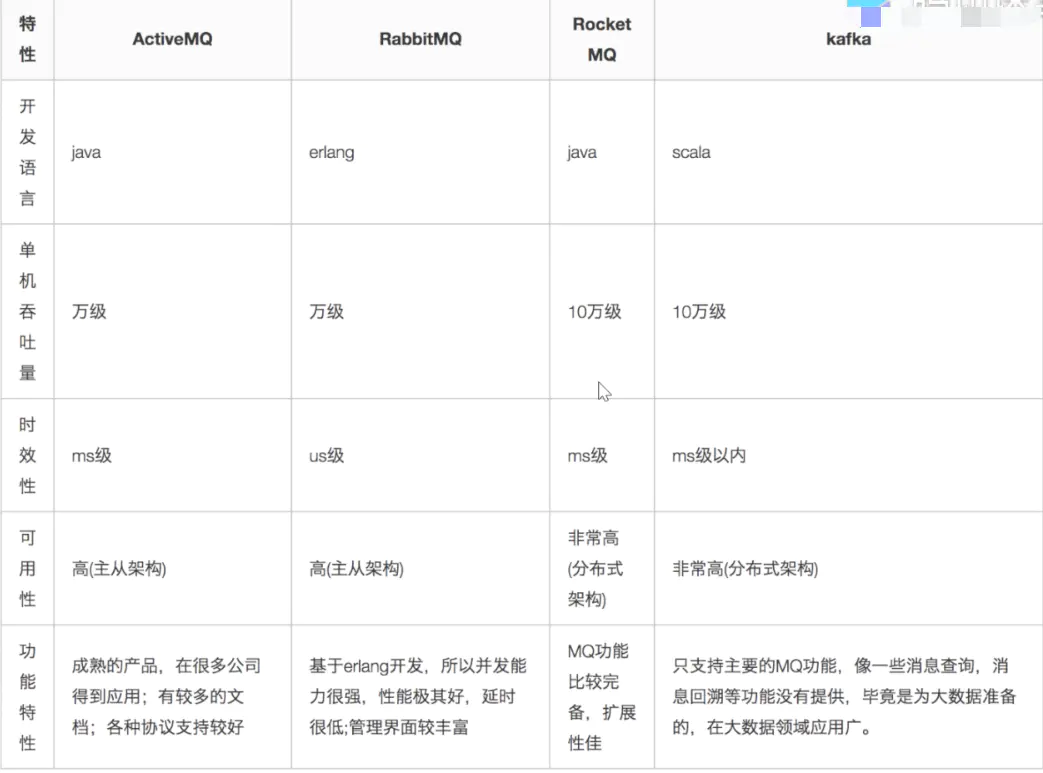 特性
ActiveMQ
RabbitMQ
Rocket
MQ
kafka
开发语言
java
erlang
java
scala
单机吞吐量
万级
万级
10万级
10万级
时效性
ms级
us级
ms级
ms级以内
可用性
高(主从架构)
高(主从架构)
非常高
(分布式
架构)
非常高(分布式架构)
功能特性
成熟的产品，在很多公司
得到应用；有较多的文
档；各种协议支持较好
基于erlang开发，所以并发能
力很强，性能极其好，延时
很低;管理界面较丰富
MQ功能
比较完
备，扩展
性佳
只支持主要的MQ功能，像一些消息查询，消
息回溯等功能没有提供，毕竟是为大数据准备
的，在大数据领域应用广。